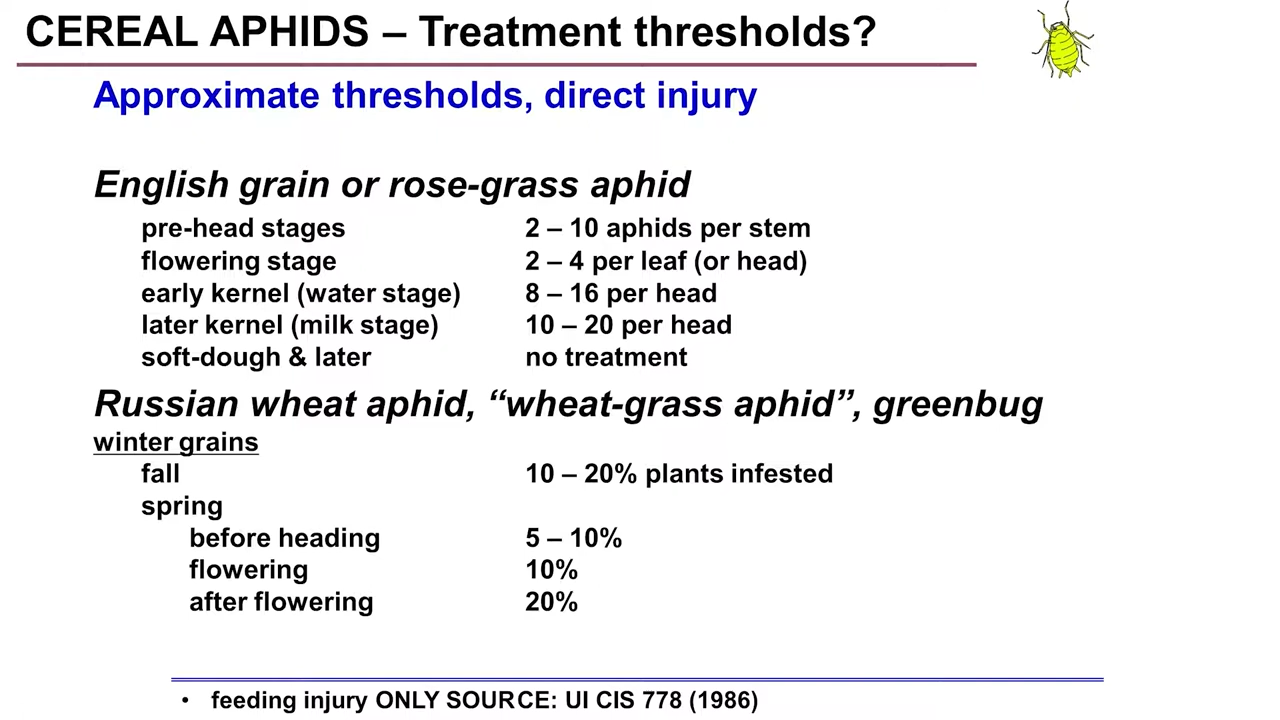 CEREAL APHIDS – Treatment thresholds?
Approximate thresholds, direct injury
English grain or rose-grass aphid
pre-head stages 2 – 10 aphids per stem
flowering stage 2 – 4 per leaf (or head)
early kernel (water stage) 8 – 16 per head
later kernel (milk stage) 10 – 20 per head
soft-dough & later no treatment
Russian wheat aphid, “wheat-grass aphid”, greenbug
winter grains
fall 10 – 20% plants infested
spring
before heading 5 – 10%
flowering 10%
after flowering 20%
• feeding injury ONLY SOURCE: UI CIS 778 (1986)